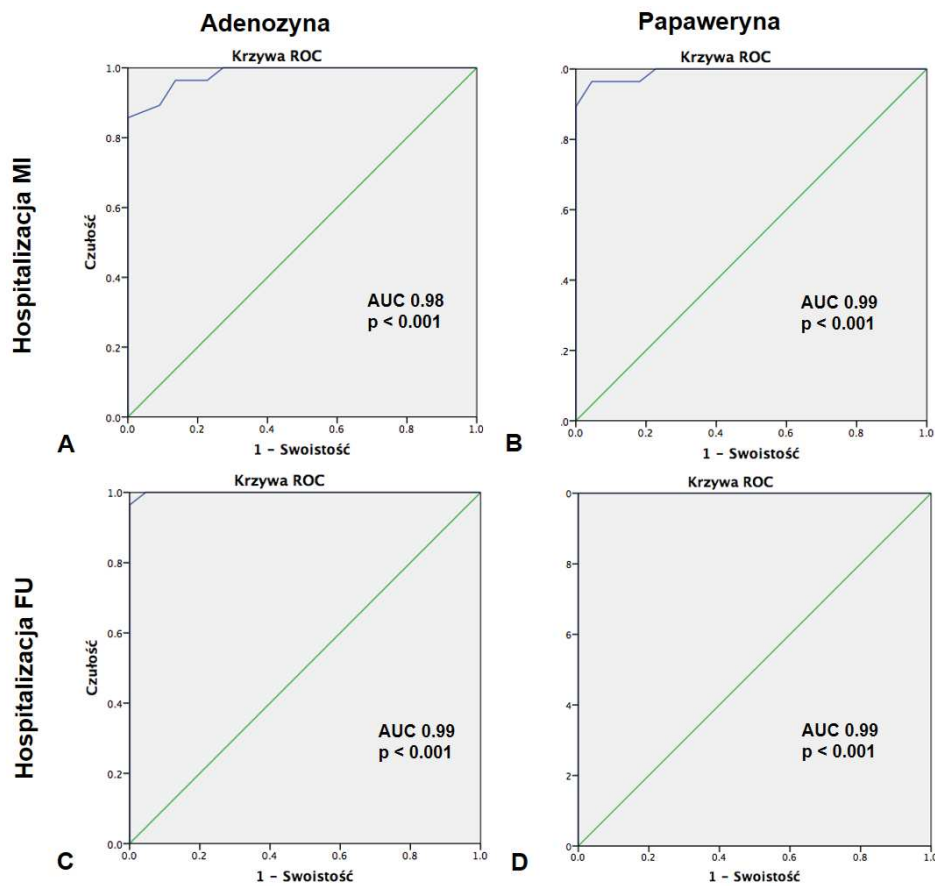 Adenozyna
Papaweryna
Hospitalizacja MI
Krzywa ROC
1.0
0.8
0.6
0.4
0.2
0.0
Czułość
AUC 0.98
p < 0.001
0.0 0.2 0.4 0.6 0.8 1.0
1 – Swoistość
A
Krzywa ROC
.0
.8
.6
.4
.2
.0
AUC 0.99
p < 0.001
0.0 0.2 0.4 0.6 0.8 1.0
1 – Swoistość
B
Hospitalizacja FU
Krzywa ROC
1.0
0.8
0.6
0.4
0.2
0.0
Czułość
AUC 0.99
p < 0.001
0.0 0.2 0.4 0.6 0.8 1.0
1 – Swoistość
C
Krzywa ROC
0
8
6
4
2
0
AUC 0.99
p < 0.001
0.0 0.2 0.4 0.6 0.8 1.0
1 – Swoistość
D